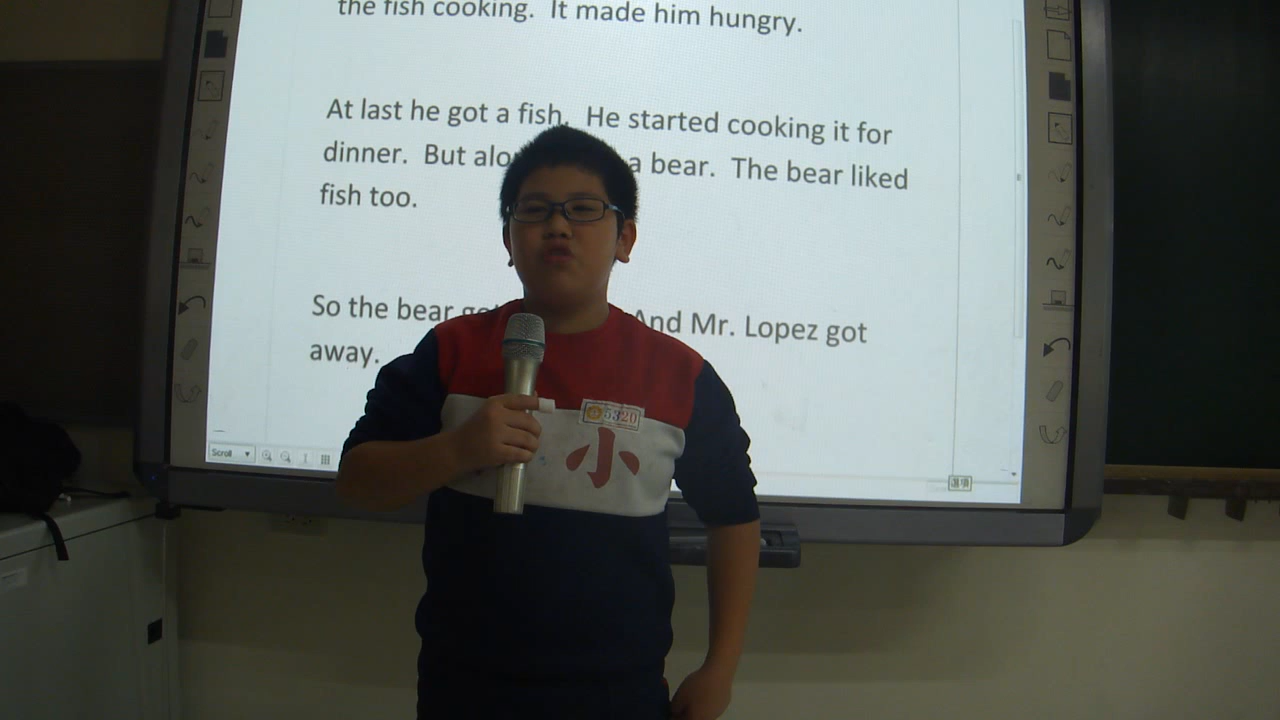 the fish cooking. It made him hungry.
At last he got a fish. He started cooking it for
dinner. But a bear. The bear liked
fish too.
So the bear And Mr. Lopez got
away.
5320
小
Scroll